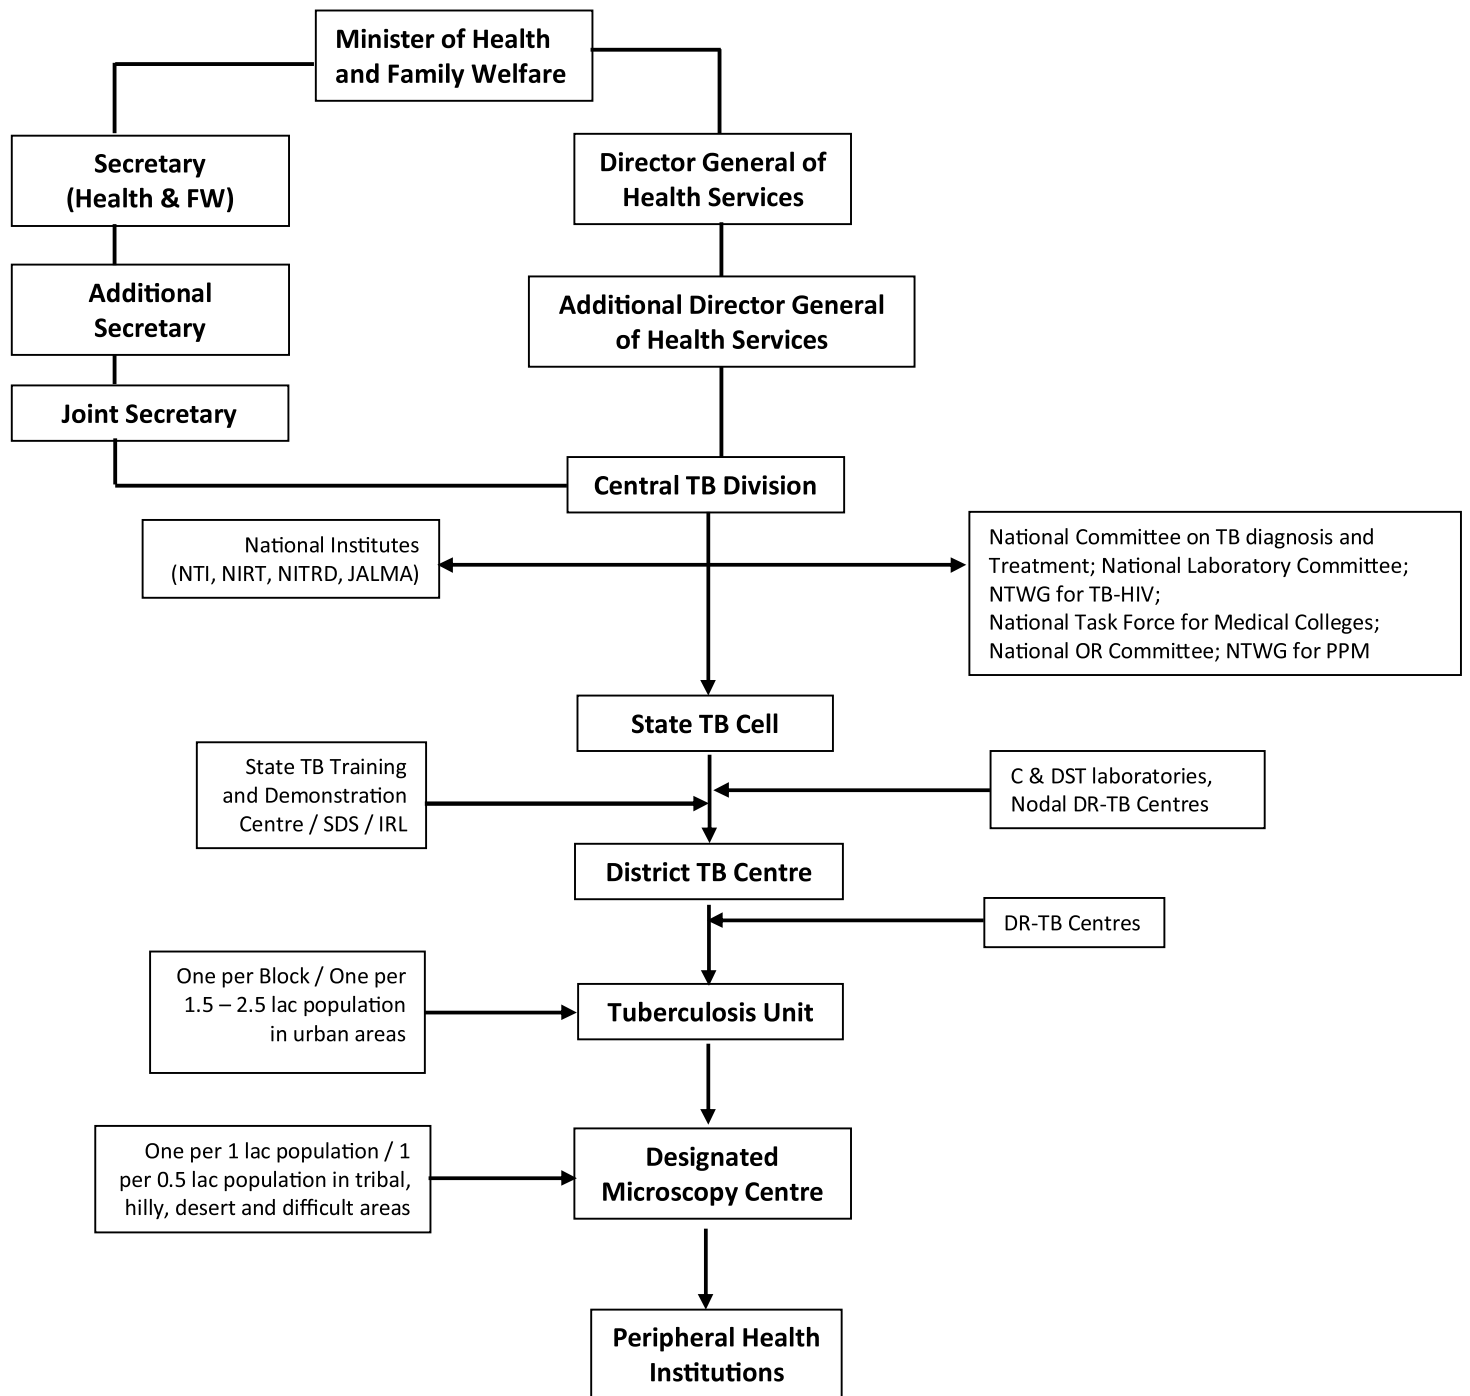 Minister of Health
and Family Welfare
Secretary
(Health & FW)
Director General of
Health Services
Additional
Secretary
Additional Director General
of Health Services
Joint Secretary
Central TB Division
National Institutes
(NTI, NIRT, NITRD, JALMA)
National Committee on TB diagnosis and
Treatment; National Laboratory Committee;
NTWG for TB-HIV;
National Task Force for Medical Colleges;
National OR Committee; NTWG for PPM
State TB Cell
State TB Training
and Demonstration
Centre / SDS / IRL
C & DST laboratories,
Nodal DR-TB Centres
District TB Centre
DR-TB Centres
One per Block / One per
1.5 – 2.5 lac population
in urban areas
Tuberculosis Unit
One per 1 lac population / 1
per 0.5 lac population in tribal,
hilly, desert and difficult areas
Designated
Microscopy Centre
Peripheral Health
Institutions